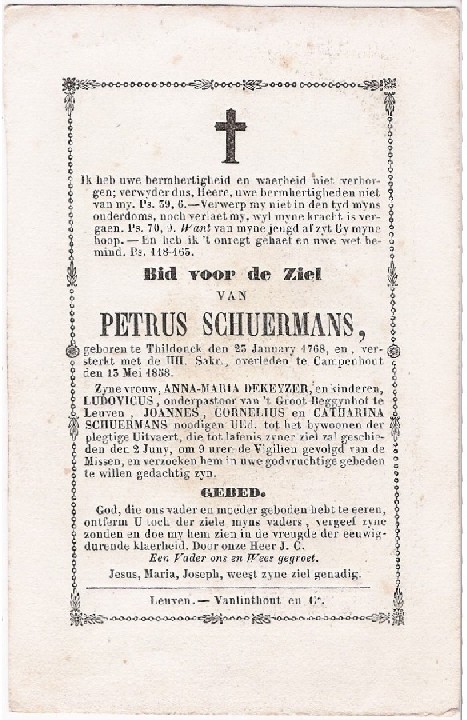 Ik heb uwe bermhertigheid en waerheid niet verbor-
gen; verwyder dus, Heere, uwe bermhertigheden niet
van my. Ps. 39, 6.—Verwerp my niet in den tyd myns
onderdoms, noch verlaet my, wyl myne kracht is ver-
gaen. Ps. 70, 9. Want van myne jeugd af zyt Gy myne
hoop. — En heb ik 't onregt gehaet en uwe wet be-
mind. Ps. 118-163.
Bid voor de Ziel
VAN
PETRUS SCHUERMANS,
geboren te Thildonck den 23 January 1768, en, ver-
sterkt met de HH. Sakr., overleden te Campenhout
den 13 Mei 1858.
Zyne vrouw, ANNA-MARIA DEKEYZER, en kinderen,
LUDOVICUS, onderpastoor van 't Groot-Beggynhof te
Leuven, JOANNES, CORNELIUS en CATHARINA
SCHUERMANS noodigen UEd. tot het bywoonen der
plegtige Uitvaert, die tot lafenis zyner ziel zal geschie-
den den 2 Juny, om 9 uren de Vigilien gevolgd van de
Missen, en verzoeken hem in uwe godvruchtige gebeden
te willen gedachtig zyn.
GEBED.
God, die ons vader en moeder geboden hebt te eeren,
ontferm U toch der ziele myns vaders, vergeef zyne
zonden en doe my hem zien in de vreugde der eeuwig-
durende klaerheid. Door onze Heer J. C.
Een Vader ons en Wees gegroet.
Jesus, Maria, Joseph, weest zyne ziel genadig.
Leuven. — Vanlinthout en Cᵉ.